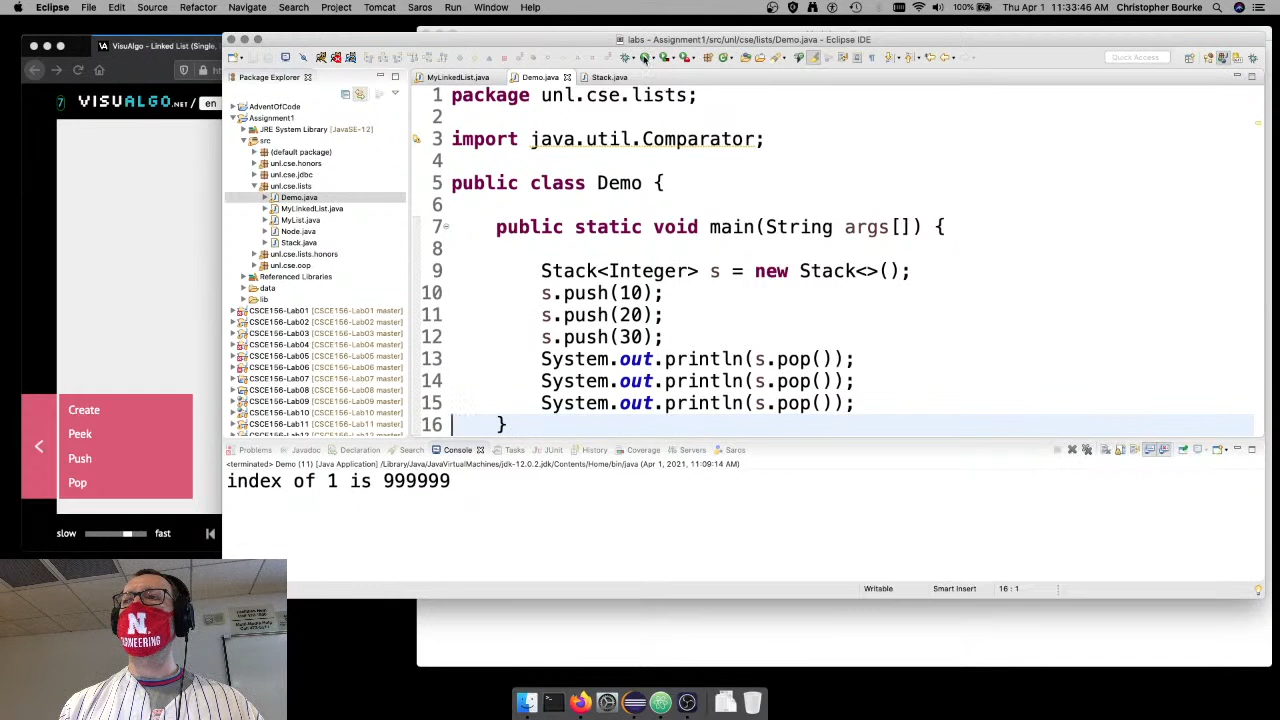 Eclipse File Edit Source Refactor Navigate Search Project Tomcat Saros Run Window Help
100% Thu Apr 1 1:33:46 AM Christopher Bourke
VisuAlgo - Linked List (Single,
labs - Assignment1/src/unl/cse/lists/Demo.java - Eclipse IDE
Quick Access
7 VISUALGO.NET / en
Create
Peek
Push
Pop
slow fast
Package Explorer
AdventOfCode
Assignment1
JRE System Library [JavaSE-12]
src
(default package)
unl.cse.honors
unl.cse.jdbc
unl.cse.lists
Demo.java
MyLinkedList.java
MyList.java
Node.java
Stack.java
unl.cse.lists.honors
unl.cse.oop
Referenced Libraries
data
lib
CSCE156-Lab01 [CSCE156-Lab01 master]
CSCE156-Lab02 [CSCE156-Lab02 master]
CSCE156-Lab03 [CSCE156-Lab03 master]
CSCE156-Lab04 [CSCE156-Lab04 master]
CSCE156-Lab05 [CSCE156-Lab05 master]
CSCE156-Lab06 [CSCE156-Lab06 master]
CSCE156-Lab07 [CSCE156-Lab07 master]
CSCE156-Lab08 [CSCE156-Lab08 master]
CSCE156-Lab09 [CSCE156-Lab09 master]
CSCE156-Lab10 [CSCE156-Lab10 master]
CSCE156-Lab11 [CSCE156-Lab11 master]
MyLinkedList.java Demo.java Stack.java
1 package unl.cse.lists;
2
3 import java.util.Comparator;
4
5 public class Demo {
6
7 public static void main(String args[]) {
8
9 Stack<Integer> s = new Stack<>();
10 s.push(10);
11 s.push(20);
12 s.push(30);
13 System.out.println(s.pop());
14 System.out.println(s.pop());
15 System.out.println(s.pop());
16 }
Problems Javadoc Declaration Search Console Tasks JUnit History Coverage Servers Saros
<terminated> Demo (11) [Java Application] /Library/Java/JavaVirtualMachines/jdk-12.0.2.jdk/Contents/Home/bin/java (Apr 1, 2021, 11:09:14 AM)
index of 1 is 999999
Writable Smart Insert 16 : 1
N
ENGINEERING